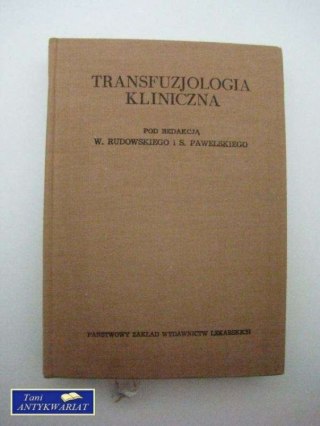 TRANSFUZJOLOGIA
KLINICZNA
POD REDAKCJĄ
W. RUDOWSKIEGO i S. PAWELSKIEGO
PAŃSTWOWY ZAKŁAD WYDAWNICTW LEKARSKICH
Tani
ANTYKWARIAT